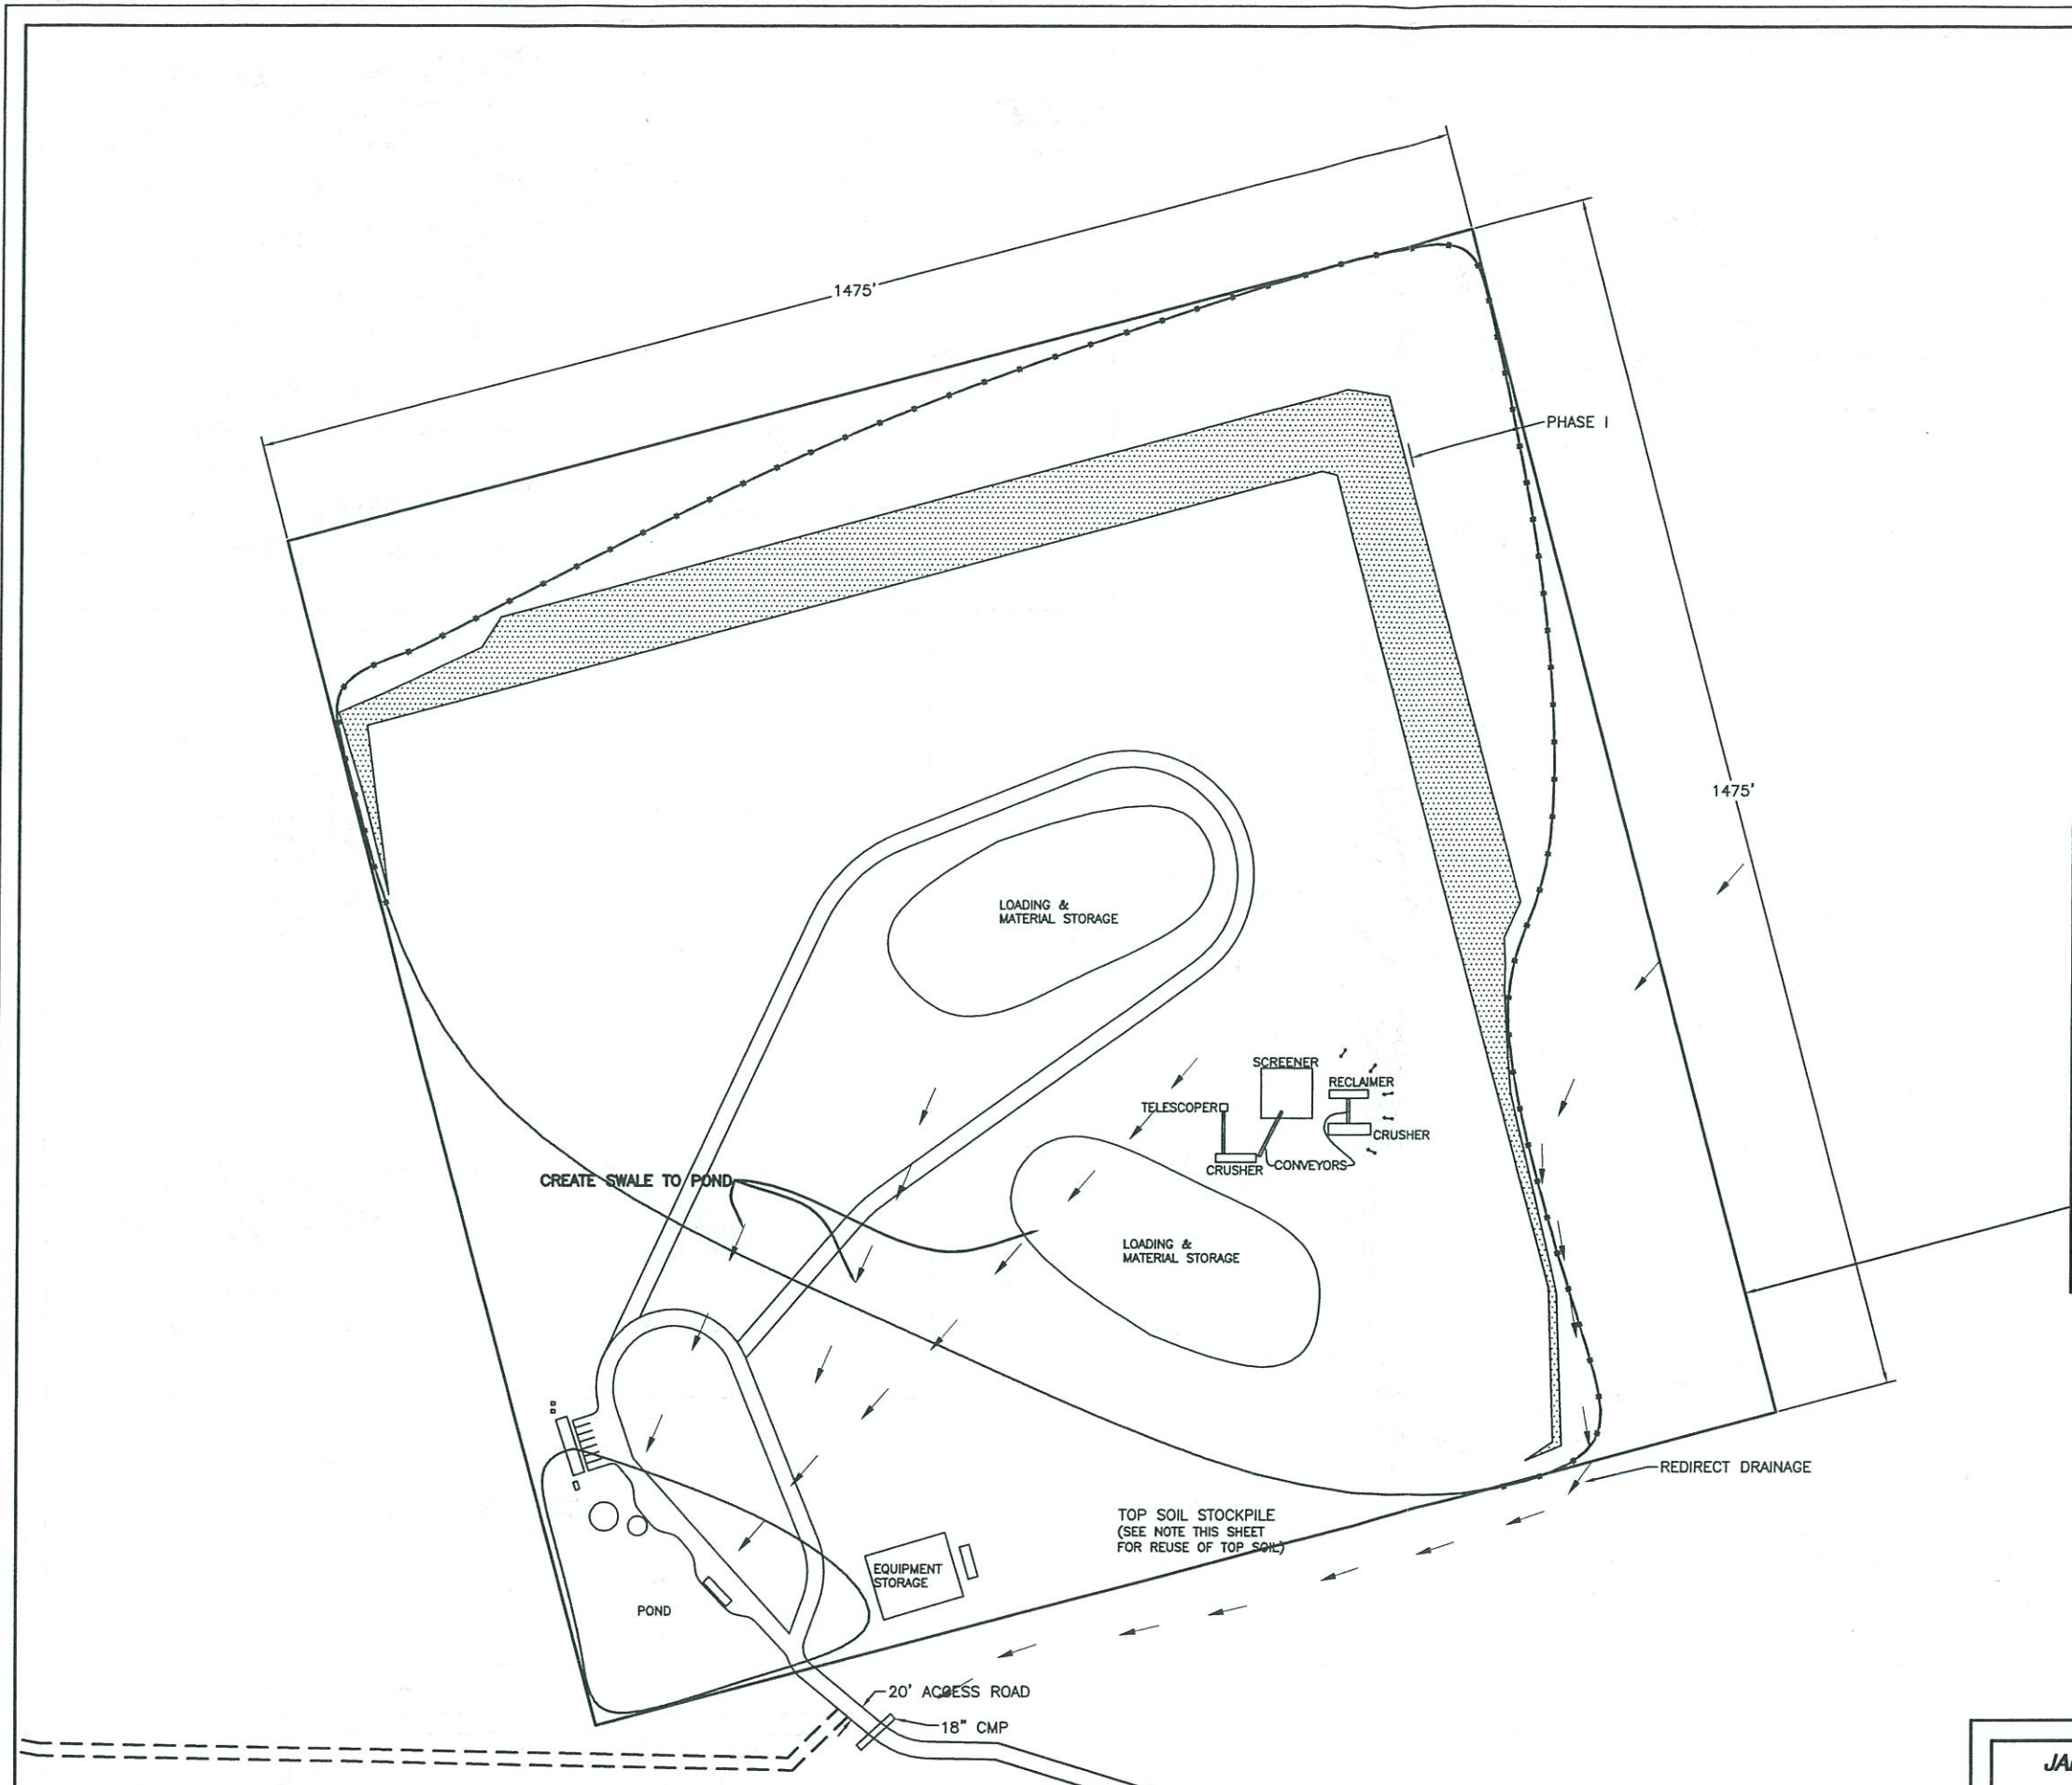 1475'
PHASE I
1475'
LOADING &
MATERIAL STORAGE
SCREENER
RECLAIMER
TELESCOPER
CRUSHER
CRUSHER
CONVEYORS
CREATE SWALE TO POND
LOADING &
MATERIAL STORAGE
REDIRECT DRAINAGE
TOP SOIL STOCKPILE
(SEE NOTE THIS SHEET
FOR REUSE OF TOP SOIL)
EQUIPMENT
STORAGE
POND
20' ACCESS ROAD
18" CMP